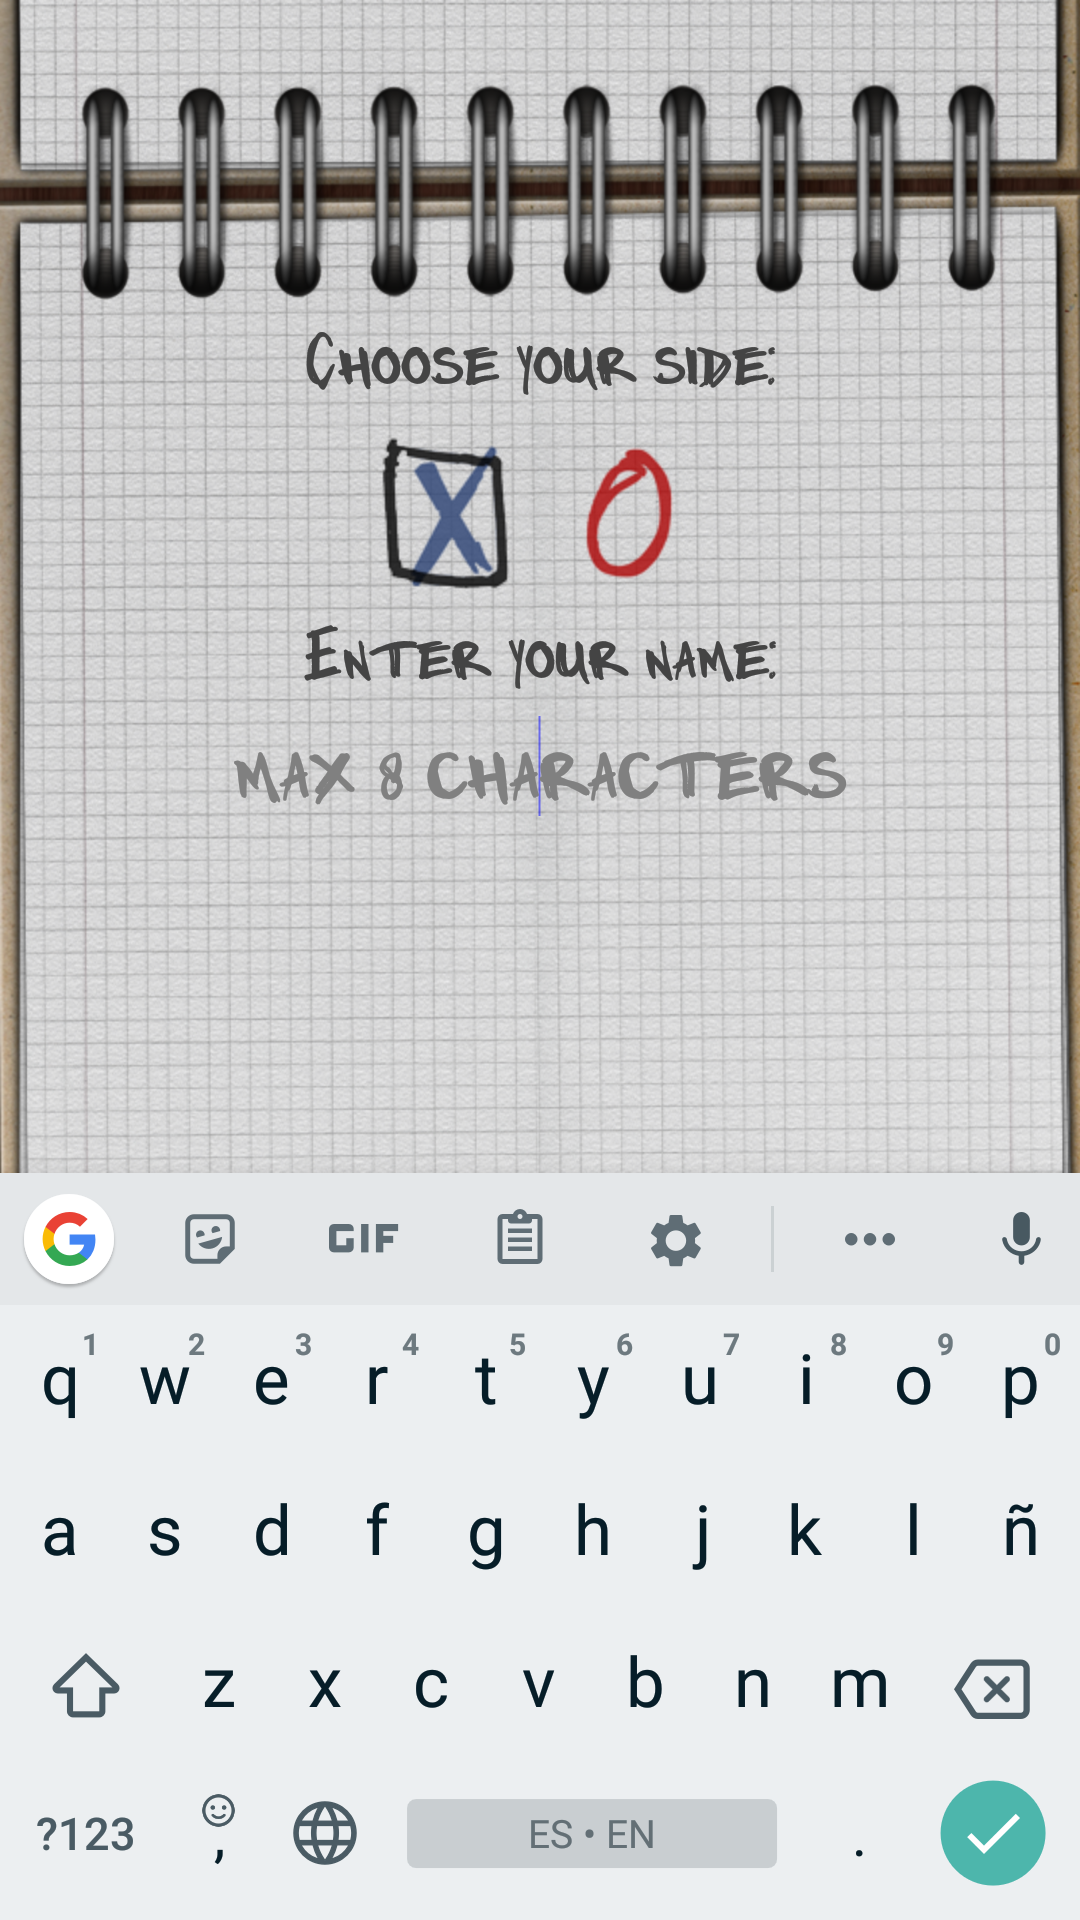 Choose your side:
X O
Enter your name:
MAX 8 CHARACTERS
G GIF
1 2 3 4 5 6 7 8 9 0
q w e r t y u i o p
a s d f g h j k l ñ
z x c v b n m
?123 , ES • EN .